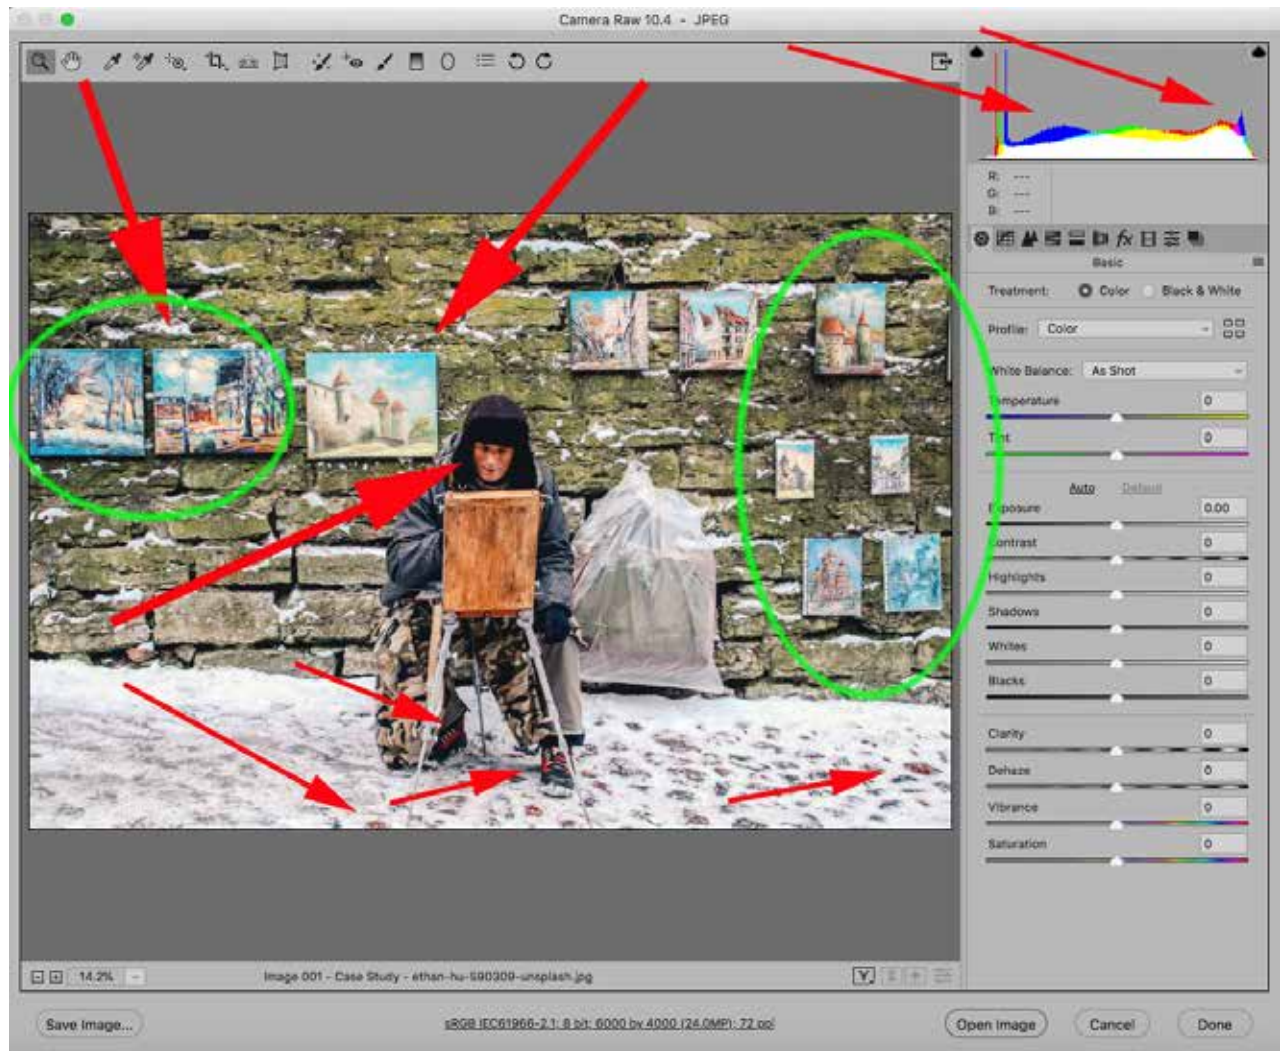 Camera Raw 10.4 - JPEG
R: ---
G: ---
B: ---
fx
Basic
Treatment: Color Black & White
Profile: Color
White Balance: As Shot
Temperature 0
Tint 0
Auto Default
Exposure 0.00
Contrast 0
Highlights 0
Shadows 0
Whites 0
Blacks 0
Clarity 0
Dehaze 0
Vibrance 0
Saturation 0
14.2% Image 001 - Case Study - ethan-hu-590309-unsplash.jpg Y
Save Image... sRGB IEC61966-2.1; 8 bit; 6000 by 4000 (24.0MP); 72 ppi Open Image Cancel Done